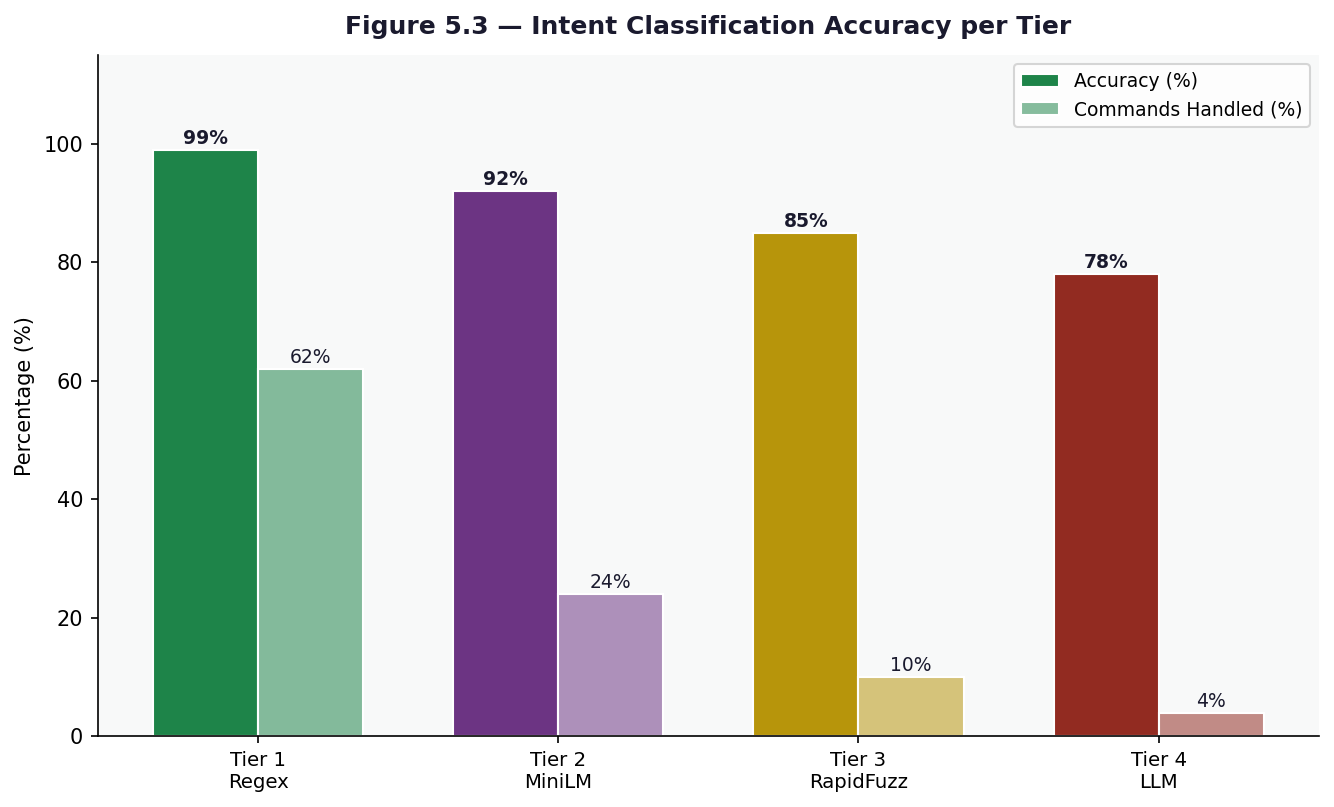 Figure 5.3 — Intent Classification Accuracy per Tier
Accuracy (%)
Commands Handled (%)
Percentage (%)
100
80
60
40
20
0
99%
62%
92%
24%
85%
10%
78%
4%
Tier 1
Regex
Tier 2
MiniLM
Tier 3
RapidFuzz
Tier 4
LLM